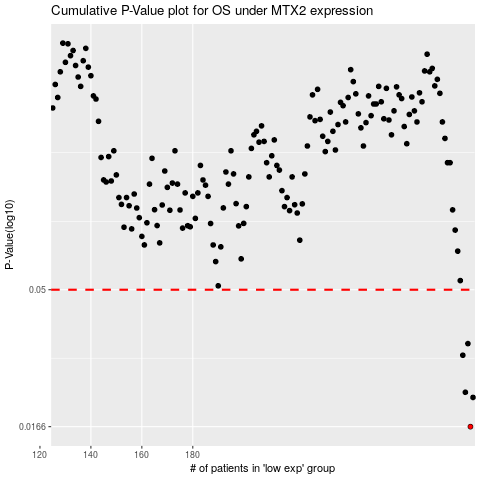 Cumulative P-Value plot for OS under MTX2 expression
P-Value(log10)
0.05
0.0166
120 140 160 180
# of patients in 'low exp' group